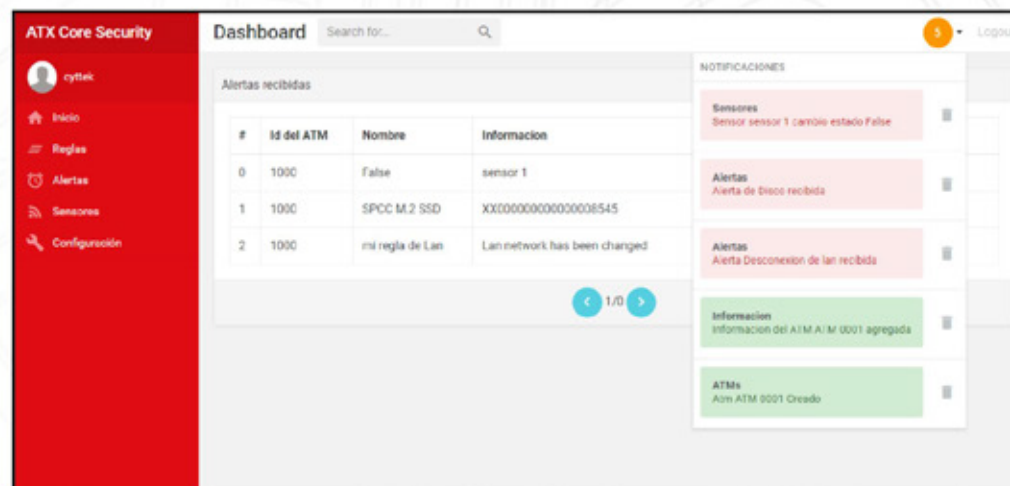 ATX Core Security
Dashboard
Search for...
5
Logou
cyttek
Inicio
Reglas
Alertas
Sensores
Configuración
Alertas recibidas
# Id del ATM Nombre Informacion
0 1000 False sensor 1
1 1000 SPCC M.2 SSD XX000000000000008545
2 1000 mi regla de Lan Lan network has been changed
1/0
NOTIFICACIONES
Sensores
Sensor sensor 1 cambio estado False
Alertas
Alerta de Disco recibida
Alertas
Alerta Desconexion de lan recibida
Informacion
Informacion del ATM ATM 0001 agregada
ATMs
Atm ATM 0001 Creado